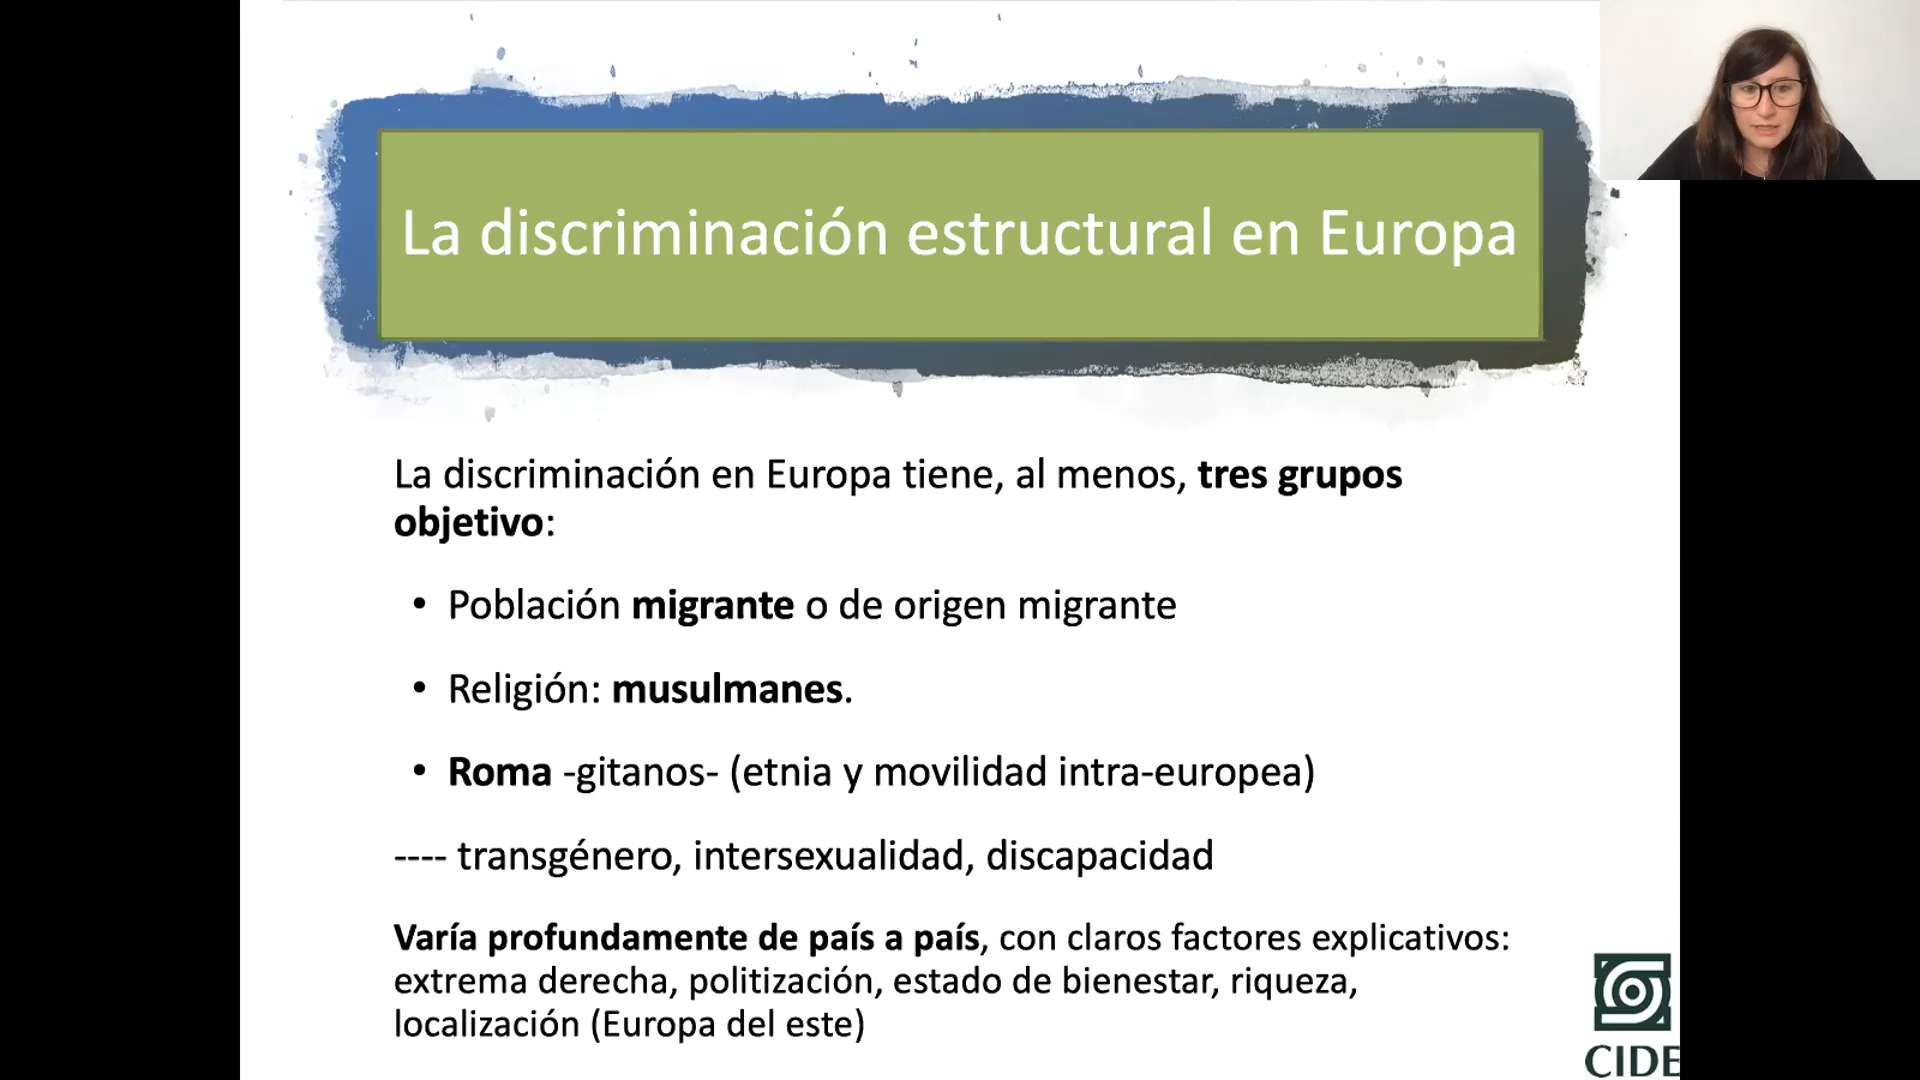 La discriminación estructural en Europa
La discriminación en Europa tiene, al menos, tres grupos
objetivo:
• Población migrante o de origen migrante
• Religión: musulmanes.
• Roma -gitanos- (etnia y movilidad intra-europea)
---- transgénero, intersexualidad, discapacidad
Varía profundamente de país a país, con claros factores explicativos:
extrema derecha, politización, estado de bienestar, riqueza,
localización (Europa del este)
CIDE